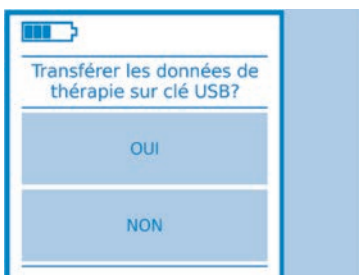 Transférer les données de
thérapie sur clé USB?
OUI
NON